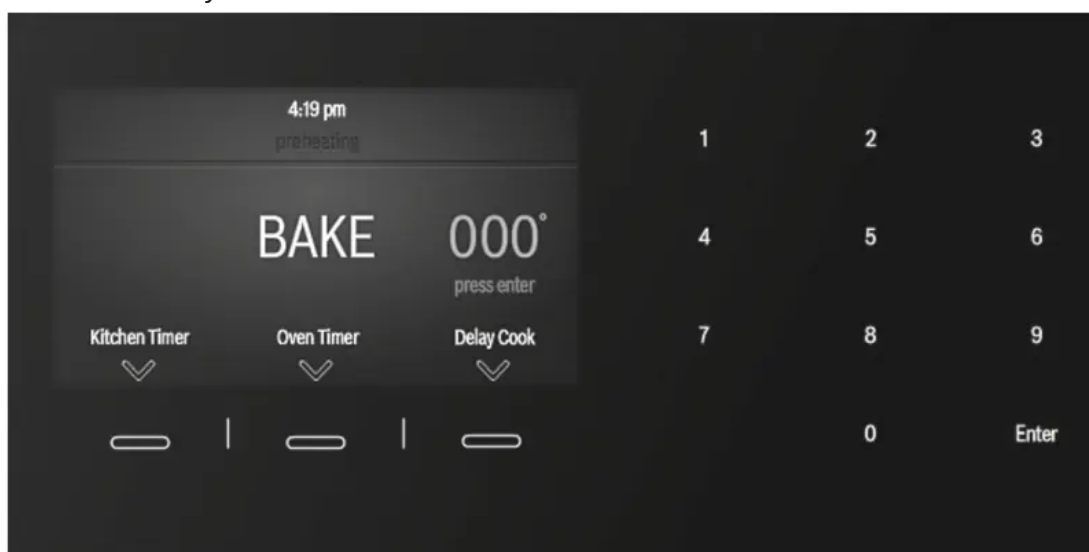 4:19 pm
preheating
BAKE 000°
press enter
Kitchen Timer Oven Timer Delay Cook
1 2 3
4 5 6
7 8 9
0 Enter